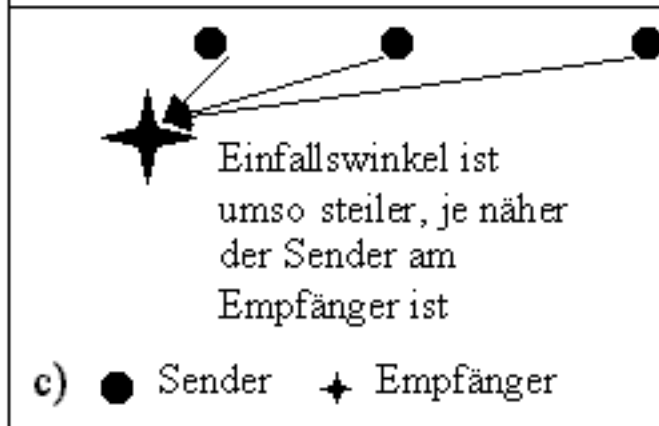 Einfallswinkel ist
umso steiler, je näher
der Sender am
Empfänger ist
c) Sender Empfänger